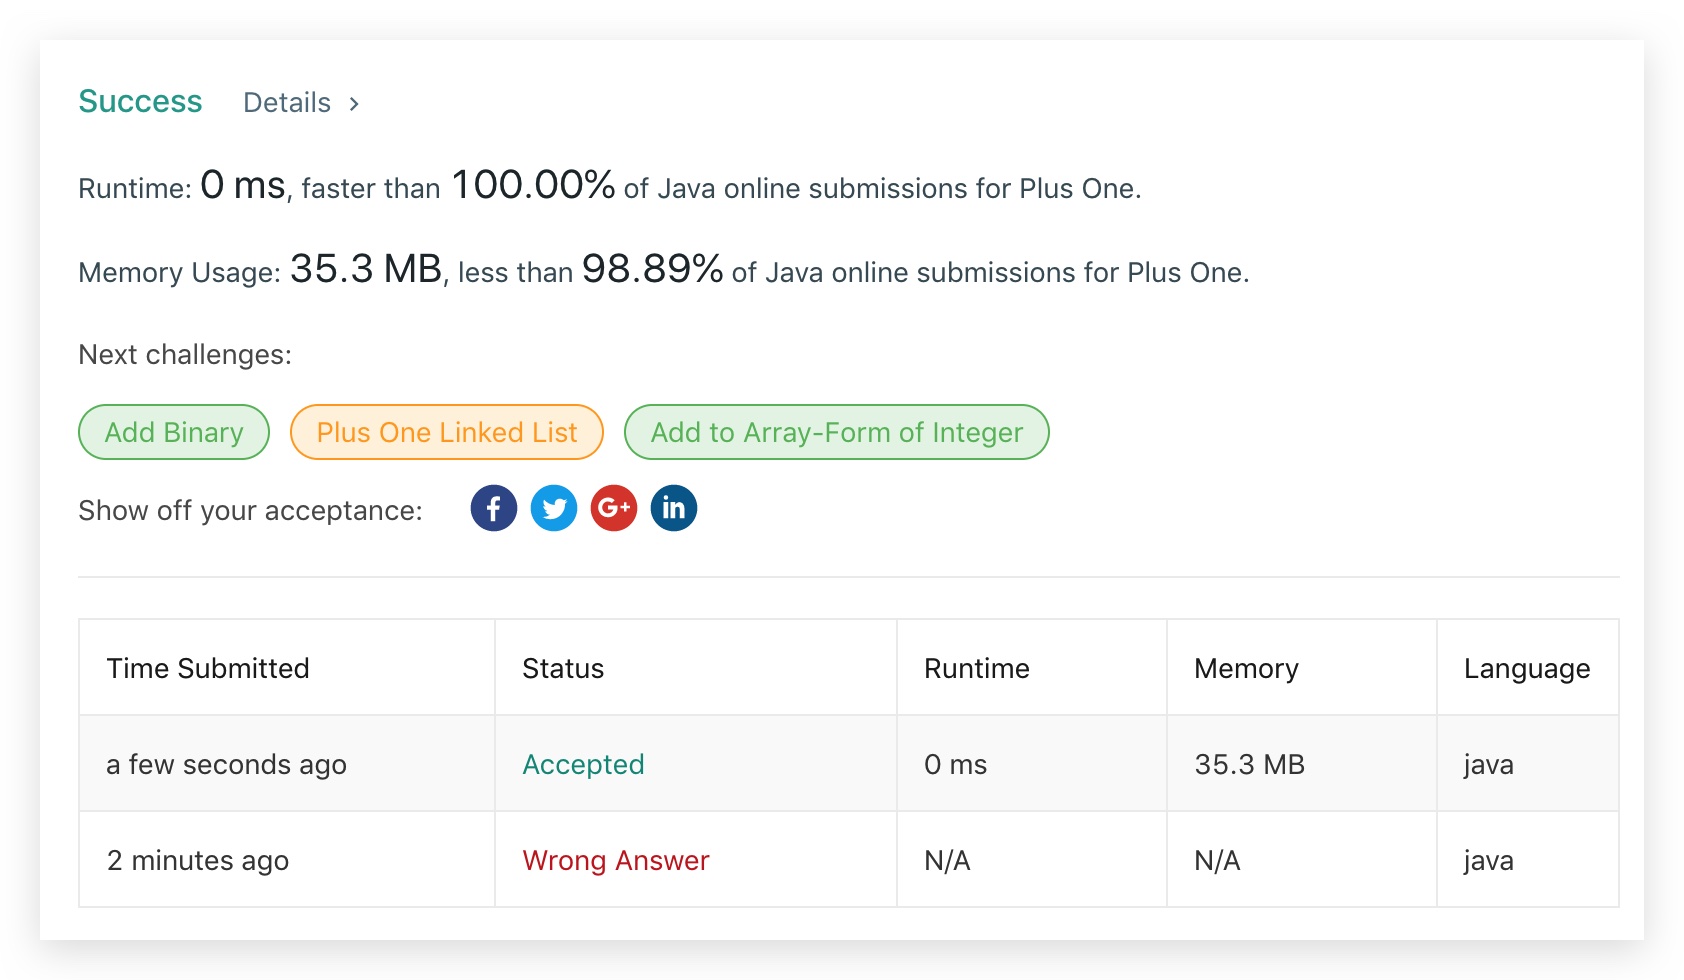 Success Details >
Runtime: 0 ms, faster than 100.00% of Java online submissions for Plus One.
Memory Usage: 35.3 MB, less than 98.89% of Java online submissions for Plus One.
Next challenges:
Add Binary Plus One Linked List Add to Array-Form of Integer
Show off your acceptance: f G+ in
Time Submitted Status Runtime Memory Language
a few seconds ago Accepted 0 ms 35.3 MB java
2 minutes ago Wrong Answer N/A N/A java